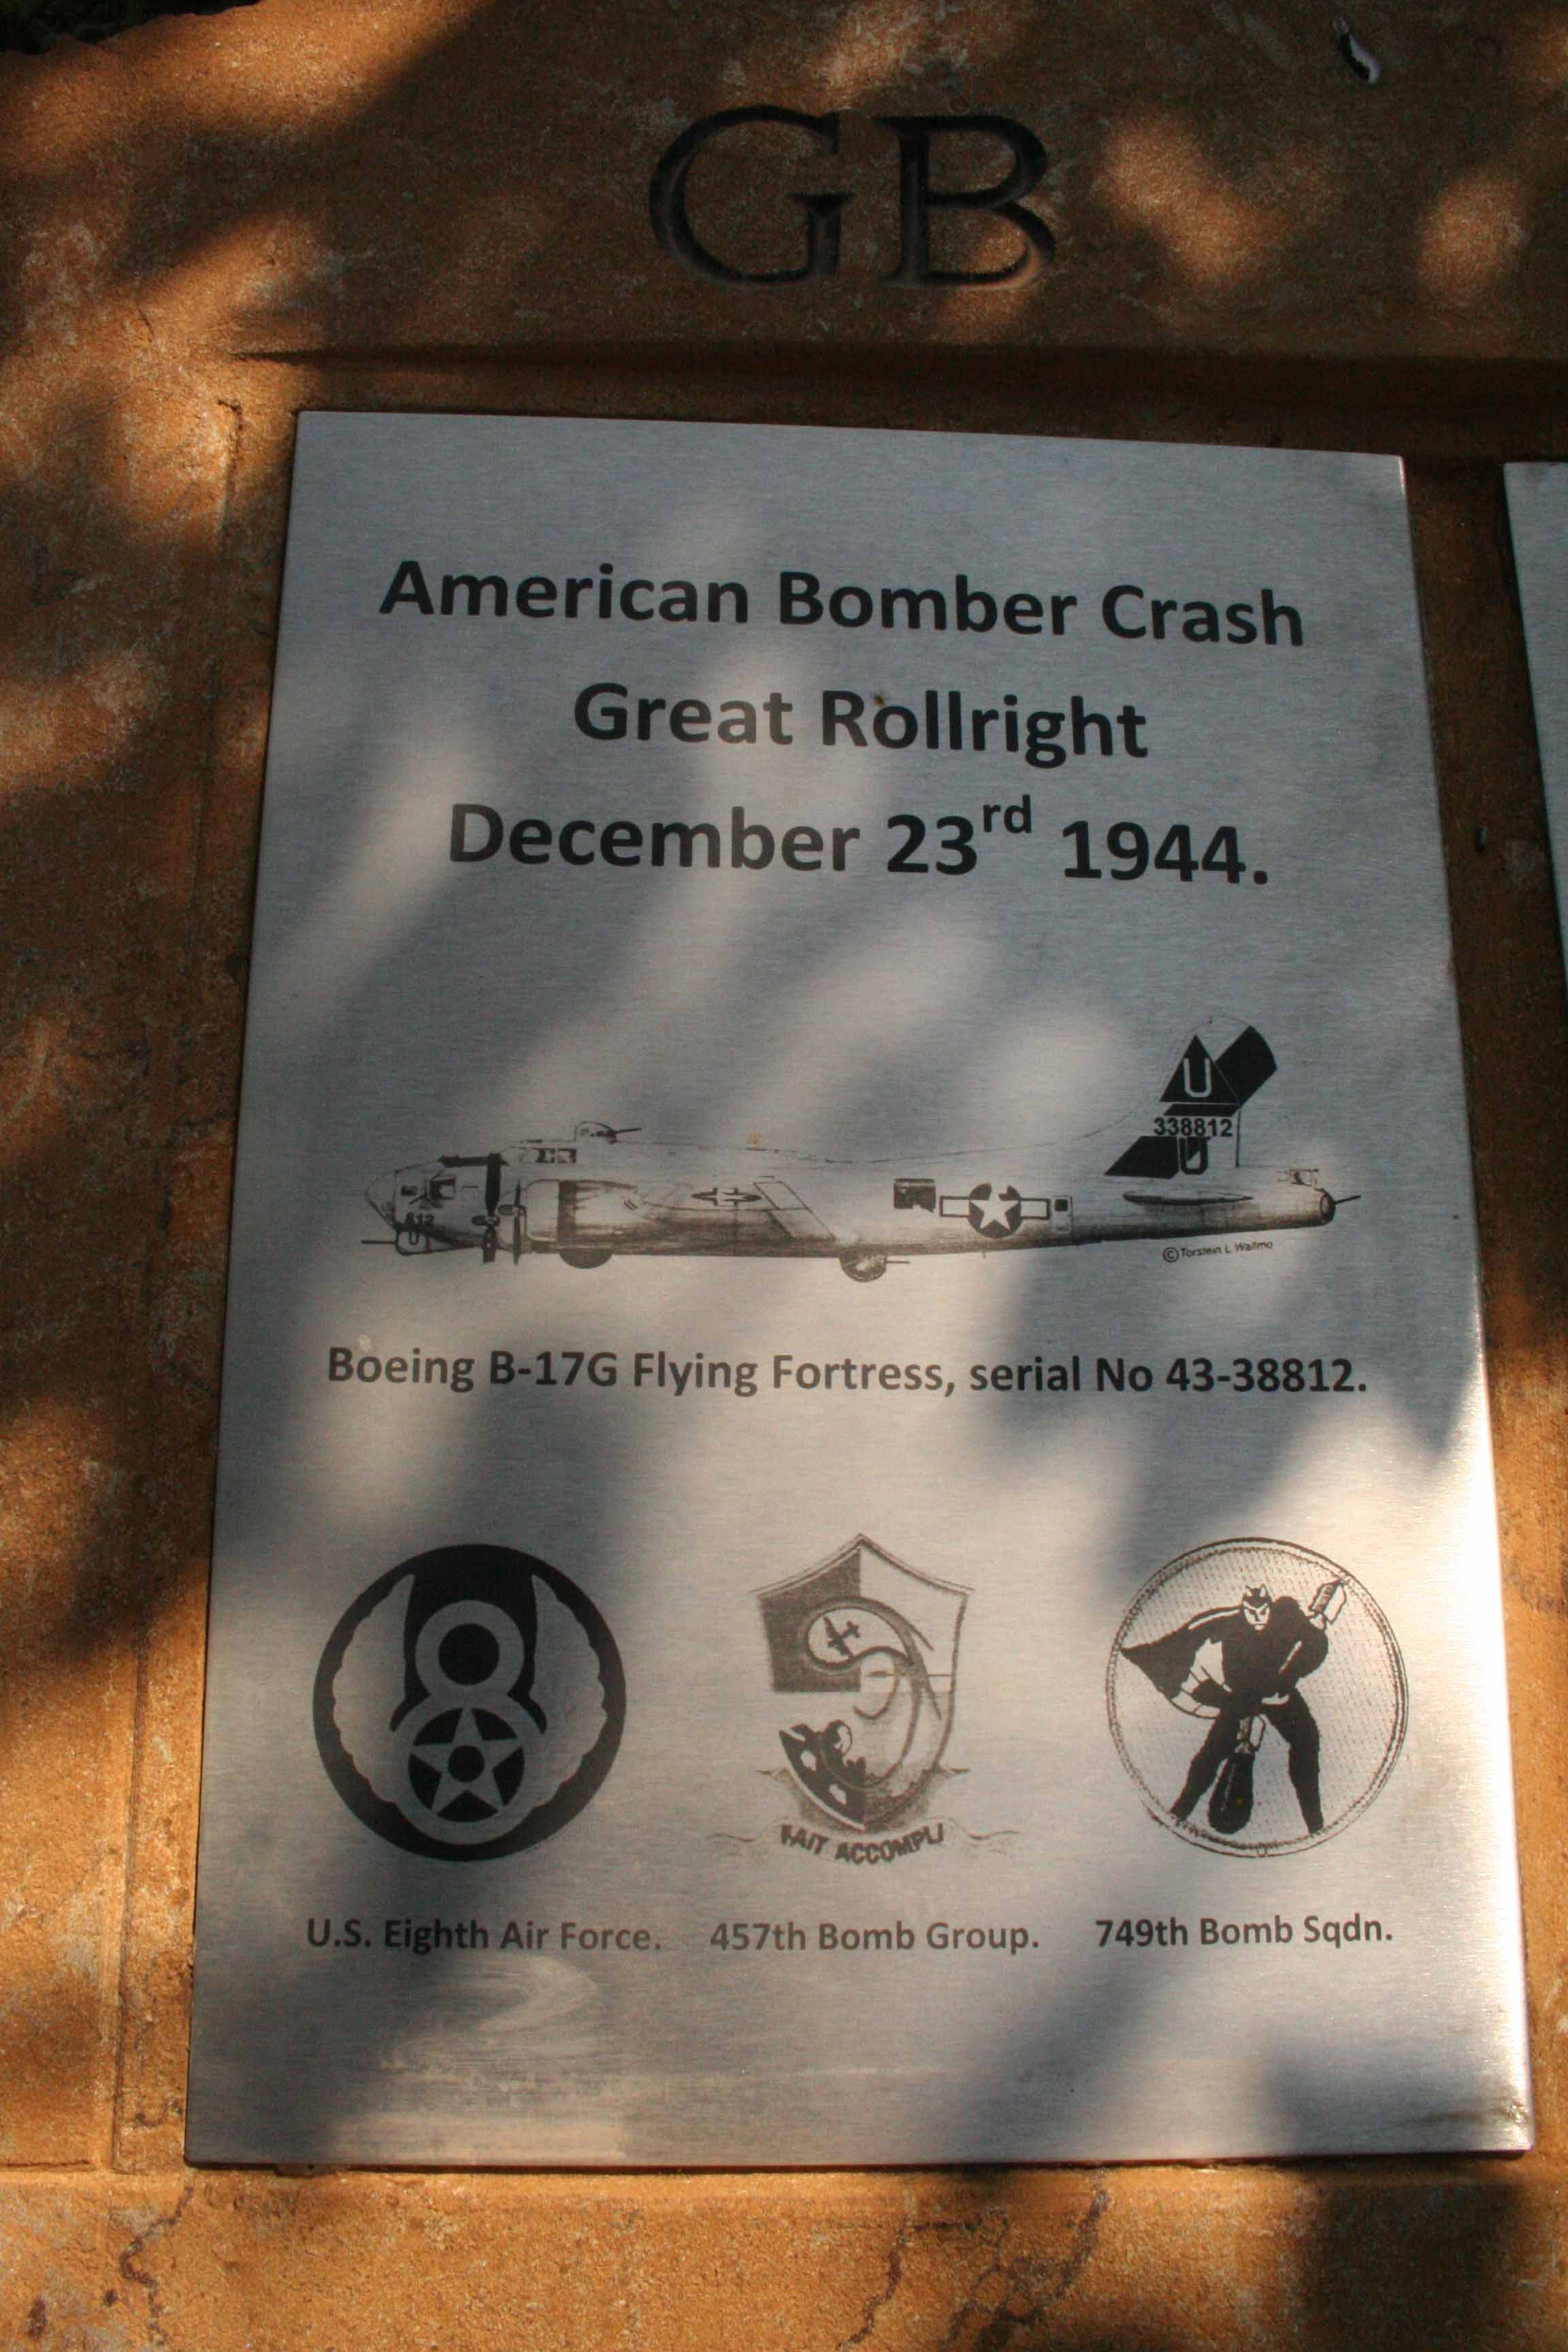 GB
American Bomber Crash
Great Rollright
December 23rd 1944.
U
338812
U
812
U
©Torstein L Wallmo
Boeing B-17G Flying Fortress, serial No 43-38812.
FAIT ACCOMPLI
U.S. Eighth Air Force. 457th Bomb Group. 749th Bomb Sqdn.